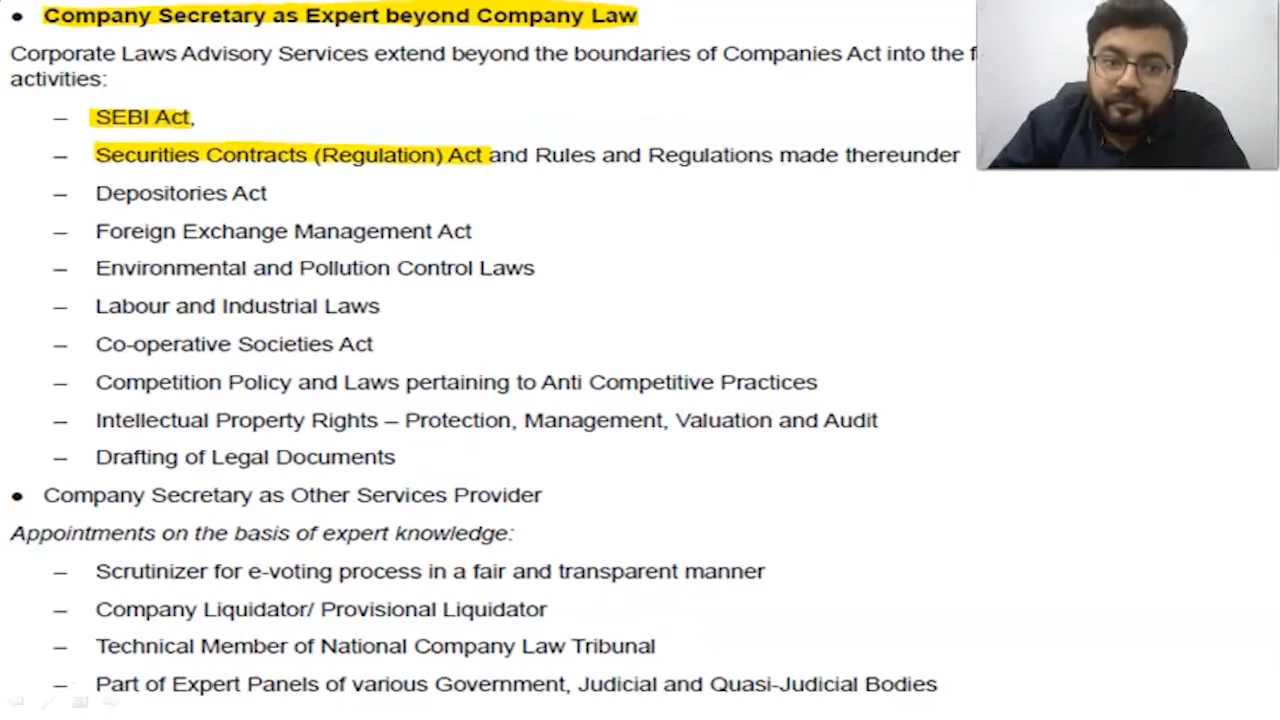 • Company Secretary as Expert beyond Company Law
Corporate Laws Advisory Services extend beyond the boundaries of Companies Act into the
activities:
– SEBI Act,
– Securities Contracts (Regulation) Act and Rules and Regulations made thereunder
– Depositories Act
– Foreign Exchange Management Act
– Environmental and Pollution Control Laws
– Labour and Industrial Laws
– Co-operative Societies Act
– Competition Policy and Laws pertaining to Anti Competitive Practices
– Intellectual Property Rights – Protection, Management, Valuation and Audit
– Drafting of Legal Documents
• Company Secretary as Other Services Provider
Appointments on the basis of expert knowledge:
– Scrutinizer for e-voting process in a fair and transparent manner
– Company Liquidator/ Provisional Liquidator
– Technical Member of National Company Law Tribunal
– Part of Expert Panels of various Government, Judicial and Quasi-Judicial Bodies